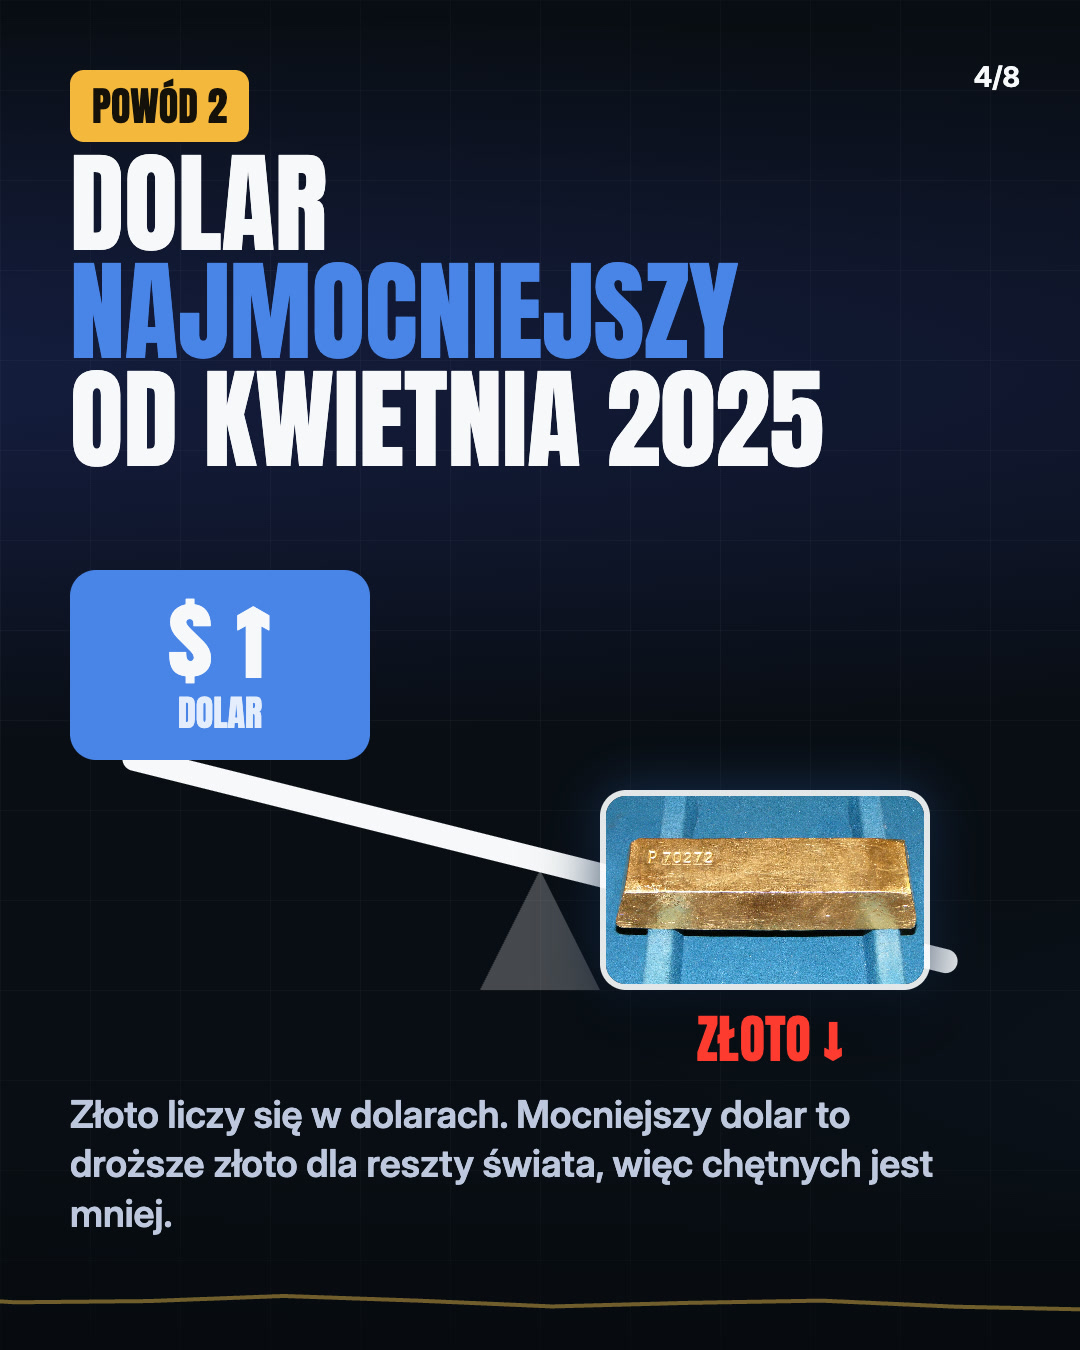 4/8
POWÓD 2
DOLAR
NAJMOCNIEJSZY
OD KWIETNIA 2025
$ ↑
DOLAR
P 70272
ZŁOTO ↓
Złoto liczy się w dolarach. Mocniejszy dolar to
droższe złoto dla reszty świata, więc chętnych jest
mniej.